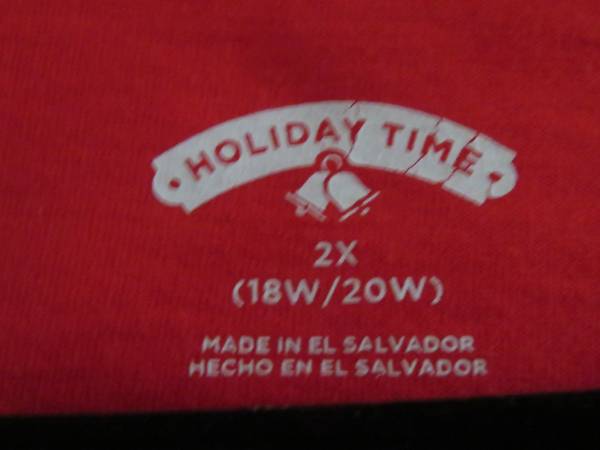 HOLIDAY TIME
2X
(18W/20W)
MADE IN EL SALVADOR
HECHO EN EL SALVADOR